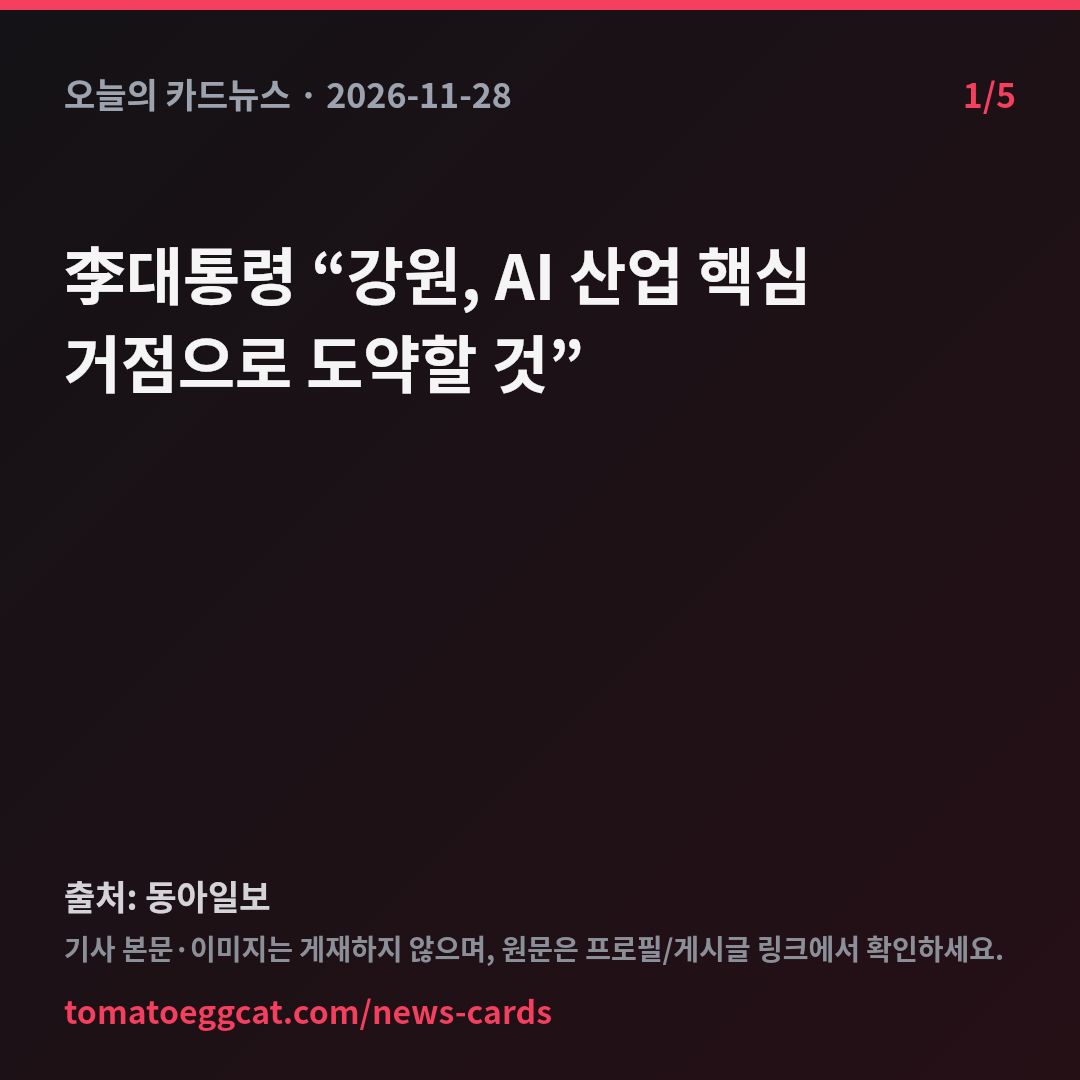 오늘의 카드뉴스 · 2026-11-28
1/5
李대통령 “강원, AI 산업 핵심
거점으로 도약할 것”
출처: 동아일보
기사 본문·이미지는 게재하지 않으며, 원문은 프로필/게시글 링크에서 확인하세요.
tomatoeggcat.com/news-cards